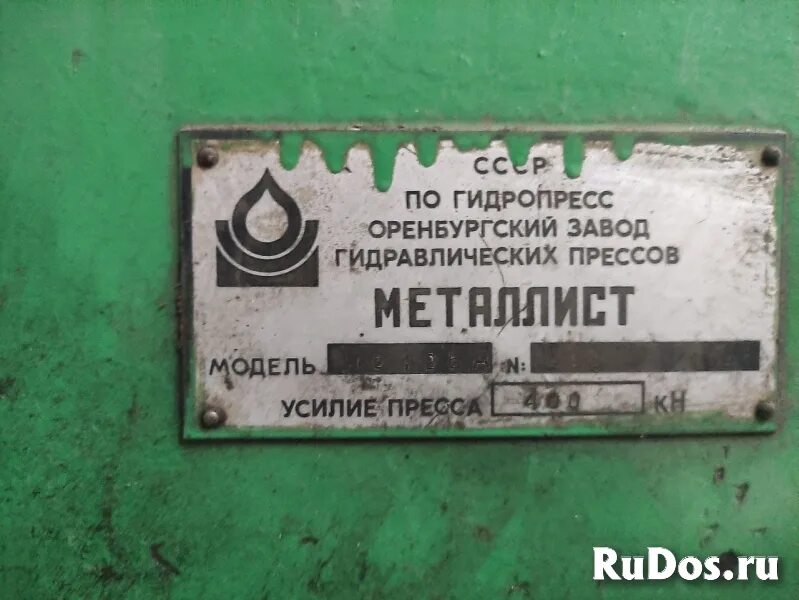 СССР
ПО ГИДРОПРЕСС
ОРЕНБУРГСКИЙ ЗАВОД
ГИДРАВЛИЧЕСКИХ ПРЕССОВ
МЕТАЛЛИСТ
МОДЕЛЬ N:
УСИЛИЕ ПРЕССА 400 КН
RuDos.ru